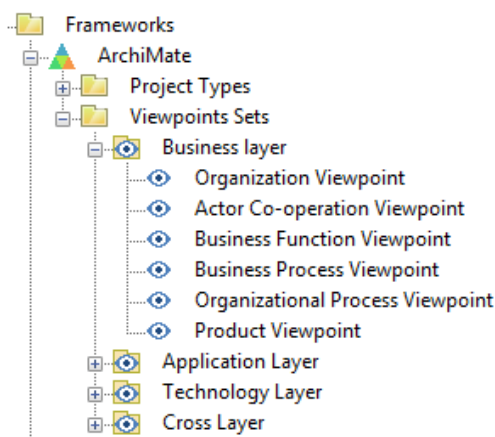 Frameworks
ArchiMate
Project Types
Viewpoints Sets
Business layer
Organization Viewpoint
Actor Co-operation Viewpoint
Business Function Viewpoint
Business Process Viewpoint
Organizational Process Viewpoint
Product Viewpoint
Application Layer
Technology Layer
Cross Layer